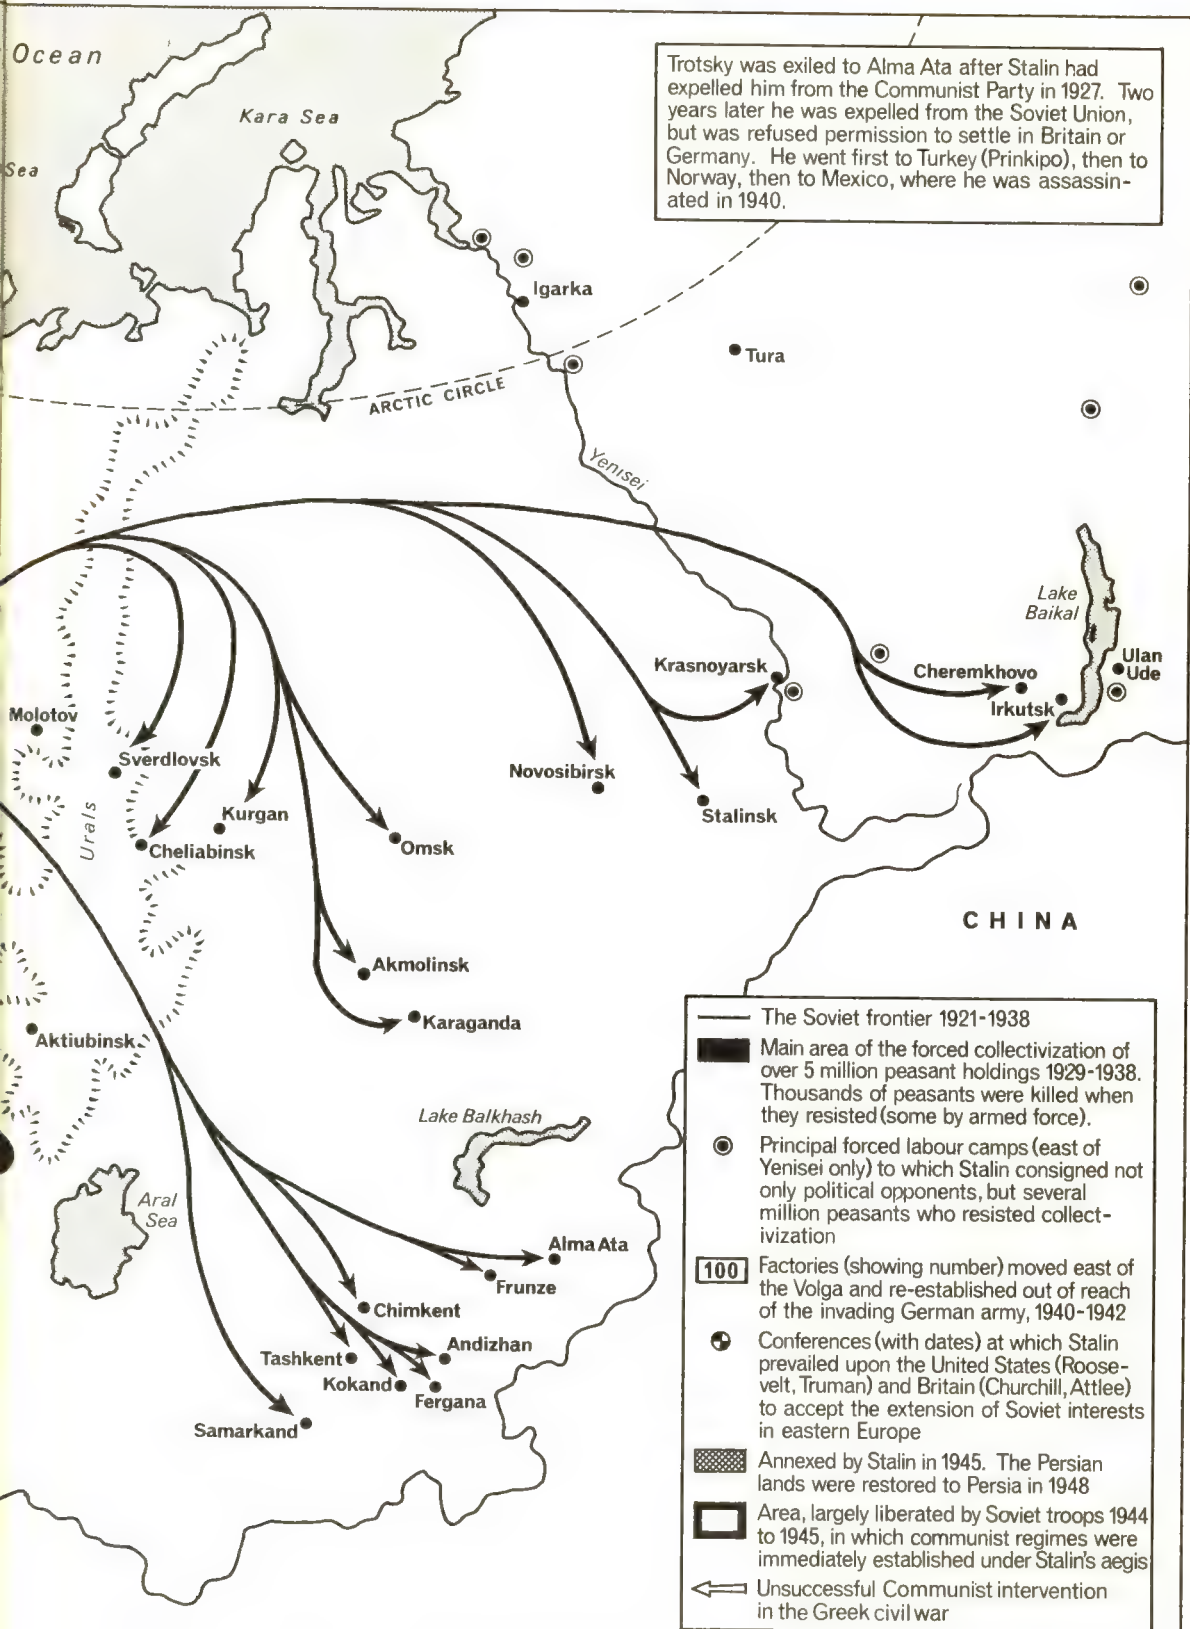 Ocean
Kara Sea
Sea
Trotsky was exiled to Alma Ata after Stalin had
expelled him from the Communist Party in 1927. Two
years later he was expelled from the Soviet Union,
but was refused permission to settle in Britain or
Germany. He went first to Turkey (Prinkipo), then to
Norway, then to Mexico, where he was assassin-
ated in 1940.
Igarka
Tura
ARCTIC CIRCLE
Yenisei
Lake
Baikal
Ulan
Ude
Krasnoyarsk
Cheremkhovo
Irkutsk
Molotov
Sverdlovsk
Novosibirsk
Stalinsk
Urals
Kurgan
Cheliabinsk
Omsk
CHINA
Akmolinsk
Karaganda
Aktiubinsk
Lake Balkhash
Aral
Sea
Alma Ata
Frunze
Chimkent
Andizhan
Tashkent
Kokand
Fergana
Samarkand
The Soviet frontier 1921-1938
Main area of the forced collectivization of
over 5 million peasant holdings 1929-1938.
Thousands of peasants were killed when
they resisted (some by armed force).
Principal forced labour camps (east of
Yenisei only) to which Stalin consigned not
only political opponents, but several
million peasants who resisted collect-
ivization
100 Factories (showing number) moved east of
the Volga and re-established out of reach
of the invading German army, 1940-1942
Conferences (with dates) at which Stalin
prevailed upon the United States (Roose-
velt, Truman) and Britain (Churchill, Attlee)
to accept the extension of Soviet interests
in eastern Europe
Annexed by Stalin in 1945. The Persian
lands were restored to Persia in 1948
Area, largely liberated by Soviet troops 1944
to 1945, in which communist regimes were
immediately established under Stalin's aegis
Unsuccessful Communist intervention
in the Greek civil war